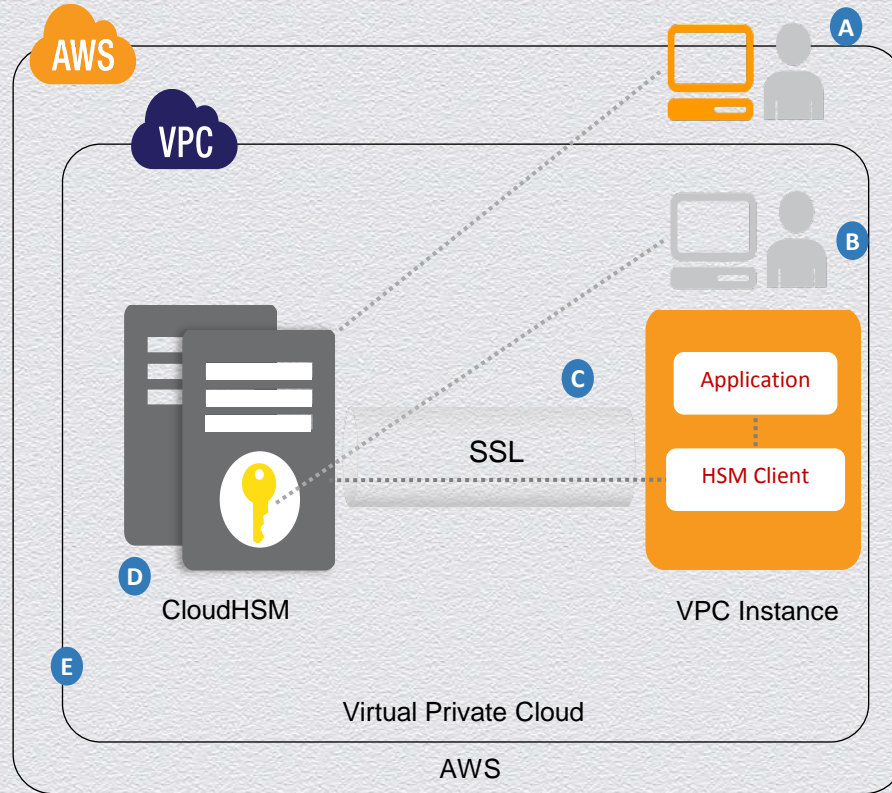 A
AWS
VPC
B
Application
C
SSL
HSM Client
D
CloudHSM
VPC Instance
E
Virtual Private Cloud
AWS